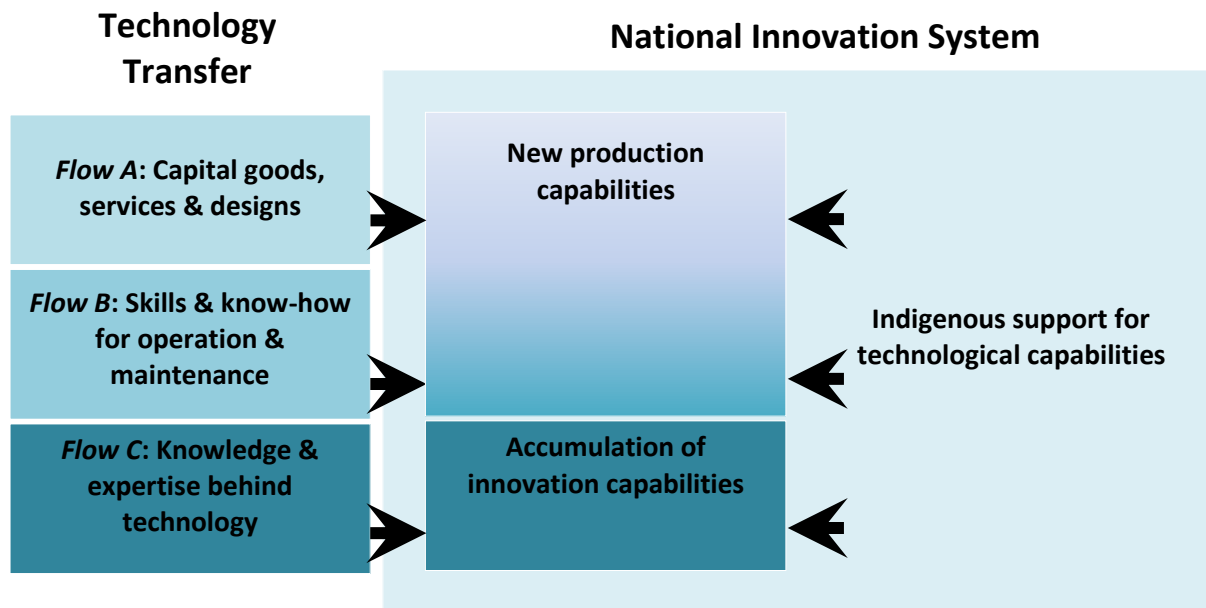 Technology
Transfer
National Innovation System
Flow A: Capital goods,
services & designs
Flow B: Skills & know-how
for operation &
maintenance
Flow C: Knowledge &
expertise behind
technology
New production
capabilities
Accumulation of
innovation capabilities
Indigenous support for
technological capabilities